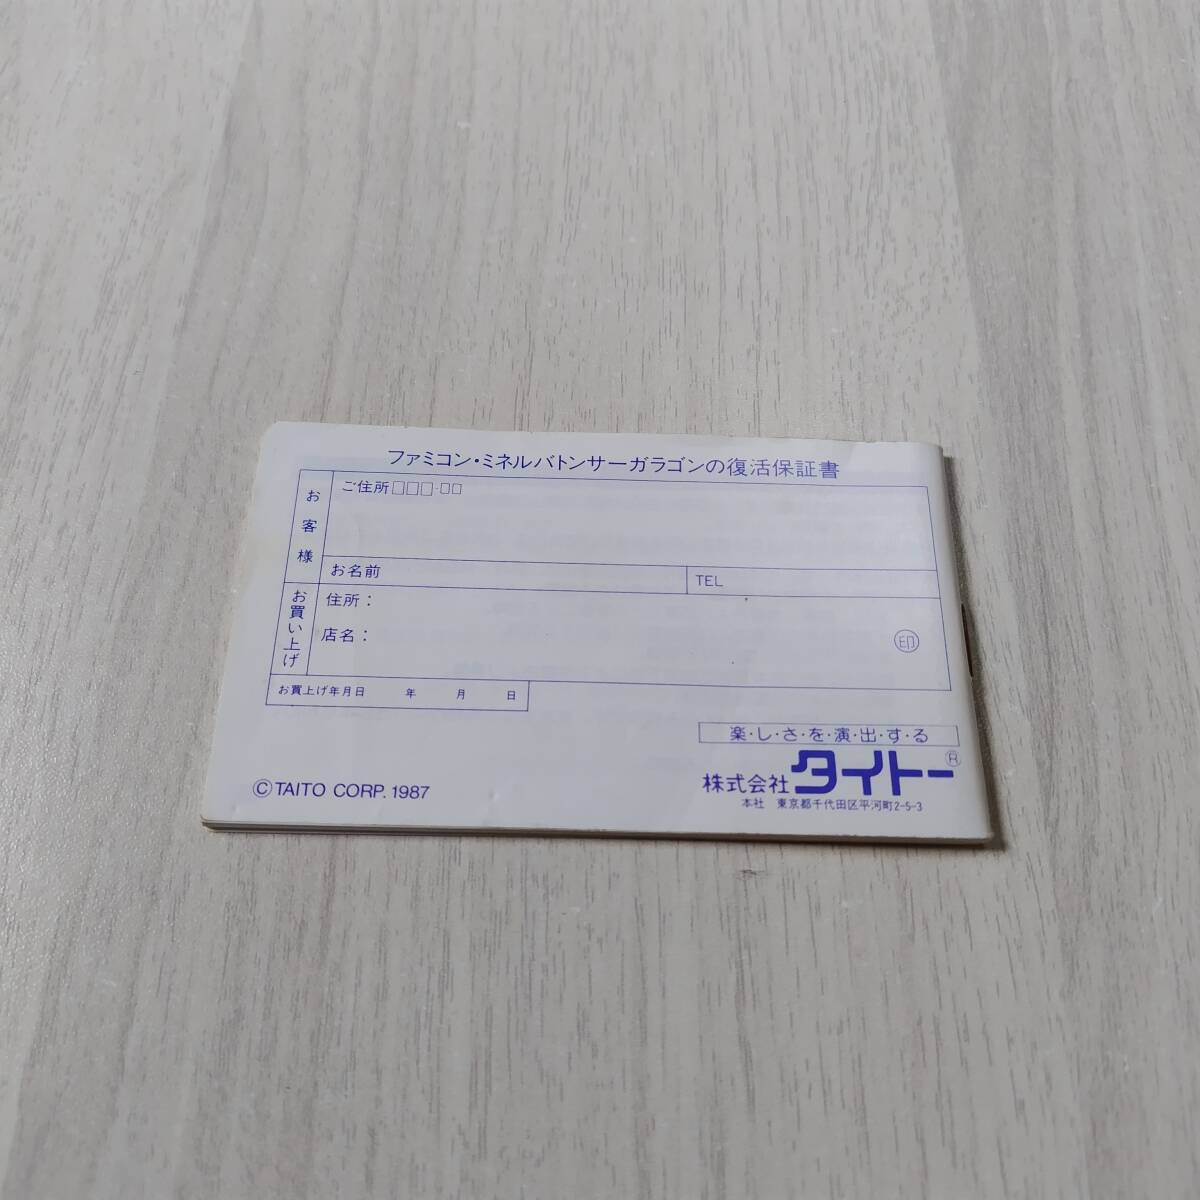 ファミコン・ミネルバトンサーガラゴンの復活保証書
お客様
ご住所□□□-□□
お名前
TEL
お買い上げ
住所：
店名：
印
お買上げ年月日 年 月 日
楽・し・さ・を・演・出・す・る
株式会社タイトー®
本社 東京都千代田区平河町2-5-3
©TAITO CORP. 1987